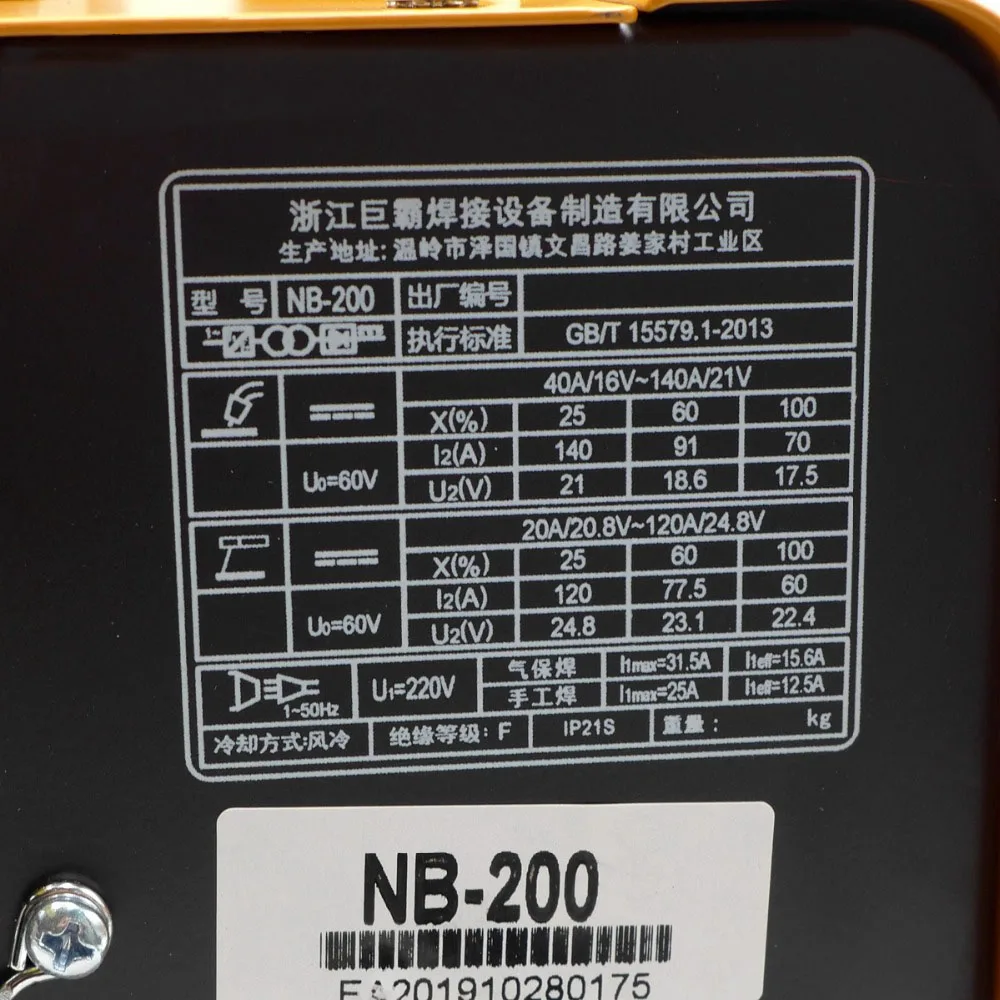 浙江巨霸焊接设备制造有限公司
生产地址: 温岭市泽国镇文昌路姜家村工业区
型 号 NB-200 出厂编号
1~ 执行标准 GB/T 15579.1-2013
40A/16V~140A/21V
X(%) 25 60 100
I2(A) 140 91 70
U0=60V U2(V) 21 18.6 17.5
20A/20.8V~120A/24.8V
X(%) 25 60 100
I2(A) 120 77.5 60
U0=60V U2(V) 24.8 23.1 22.4
1~50Hz U1=220V 气保焊 I1max=31.5A I1eff=15.6A
手工焊 I1max=25A I1eff=12.5A
冷却方式:风冷 绝缘等级: F IP21S 重量: kg
NB-200
EA201910280175